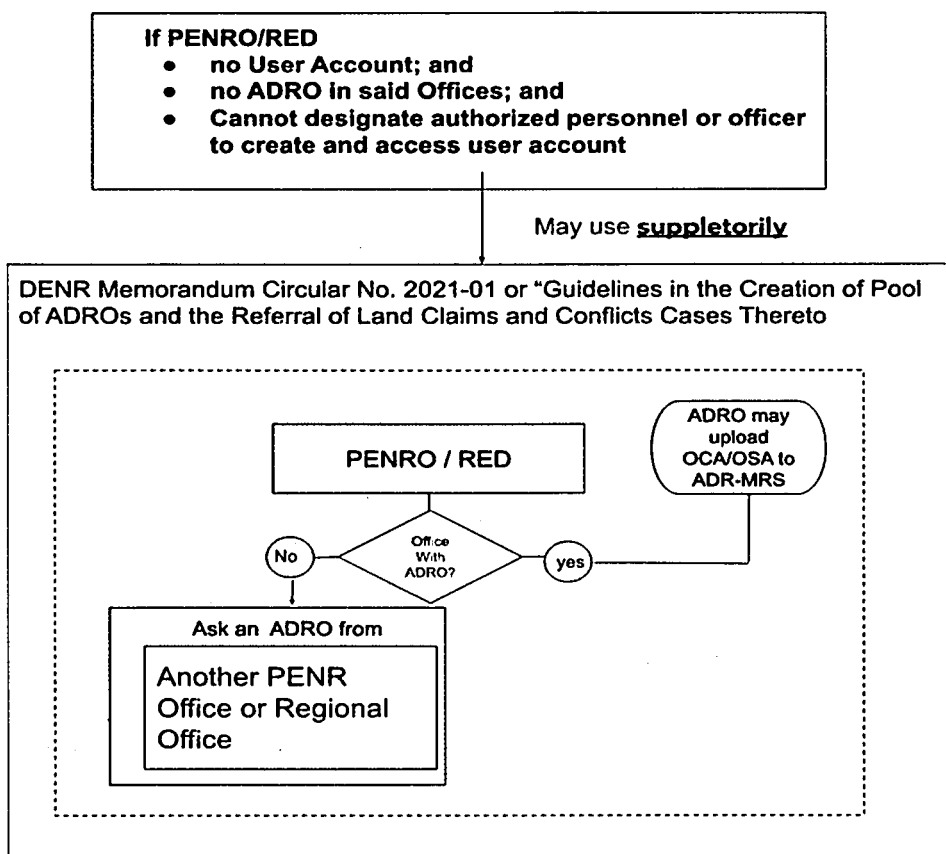 If PENRO/RED
● no User Account; and
● no ADRO in said Offices; and
● Cannot designate authorized personnel or officer
to create and access user account
May use suppletorily
DENR Memorandum Circular No. 2021-01 or "Guidelines in the Creation of Pool
of ADROs and the Referral of Land Claims and Conflicts Cases Thereto
PENRO / RED
ADRO may
upload
OCA/OSA to
ADR-MRS
Office
With
ADRO?
No
yes
Ask an ADRO from
Another PENR
Office or Regional
Office